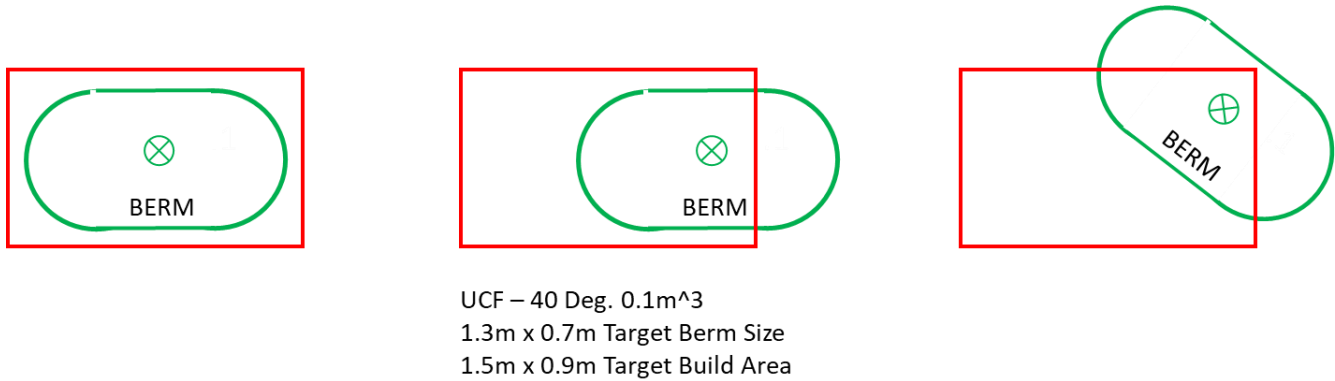 BERM
BERM
BERM
UCF – 40 Deg. 0.1m^3
1.3m x 0.7m Target Berm Size
1.5m x 0.9m Target Build Area